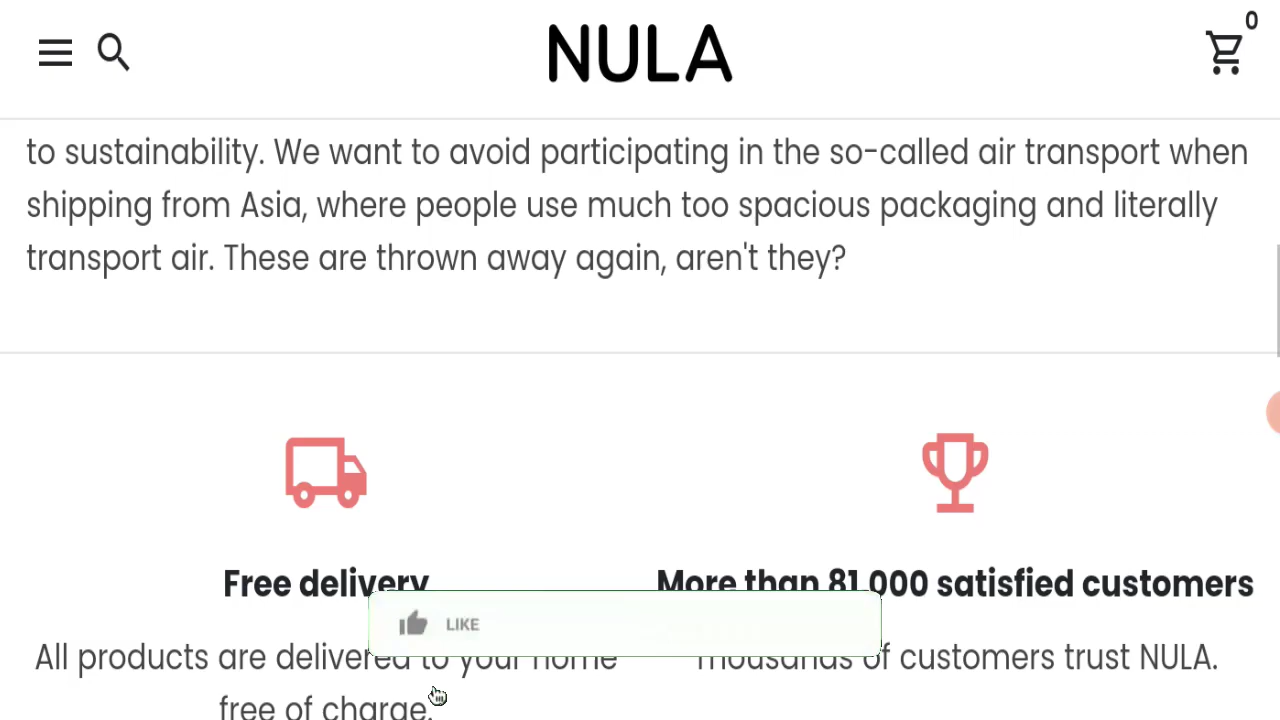 0
NULA
to sustainability. We want to avoid participating in the so-called air transport when
shipping from Asia, where people use much too spacious packaging and literally
transport air. These are thrown away again, aren't they?
Free delivery
More than 81,000 satisfied customers
LIKE
All products are delivered to your home
free of charge.
Thousands of customers trust NULA.